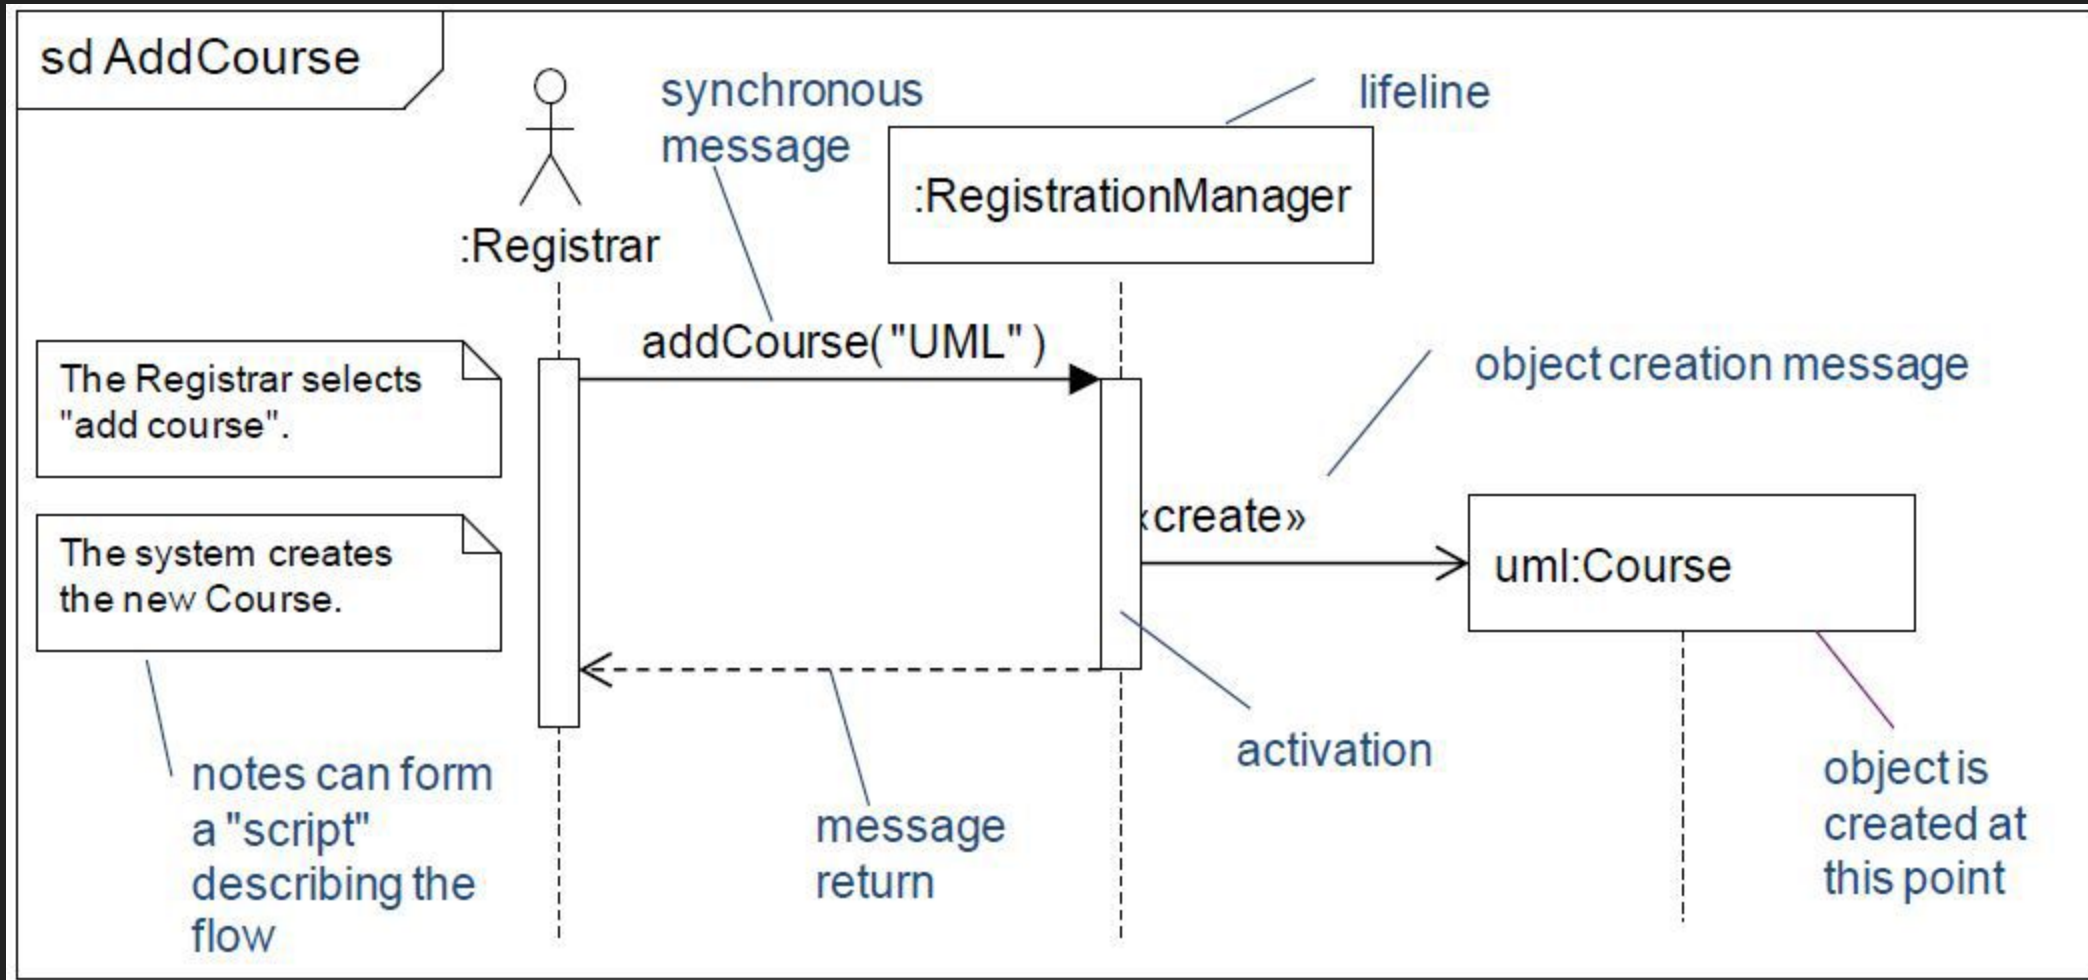 sd AddCourse
synchronous
message
lifeline
:RegistrationManager
:Registrar
addCourse("UML")
object creation message
The Registrar selects
"add course".
«create»
uml:Course
The system creates
the new Course.
activation
notes can form
a "script"
describing the
flow
message
return
object is
created at
this point